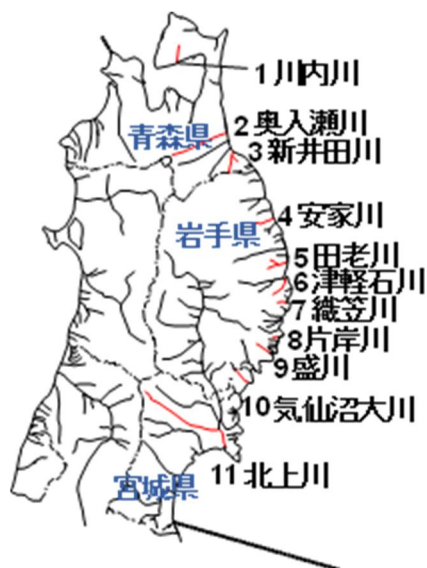 1 川内川
2 奥入瀬川
青森県
3 新井田川
4 安家川
岩手県
5 田老川
6 津軽石川
7 織笠川
8 片岸川
9 盛川
10 気仙沼大川
11 北上川
宮城県